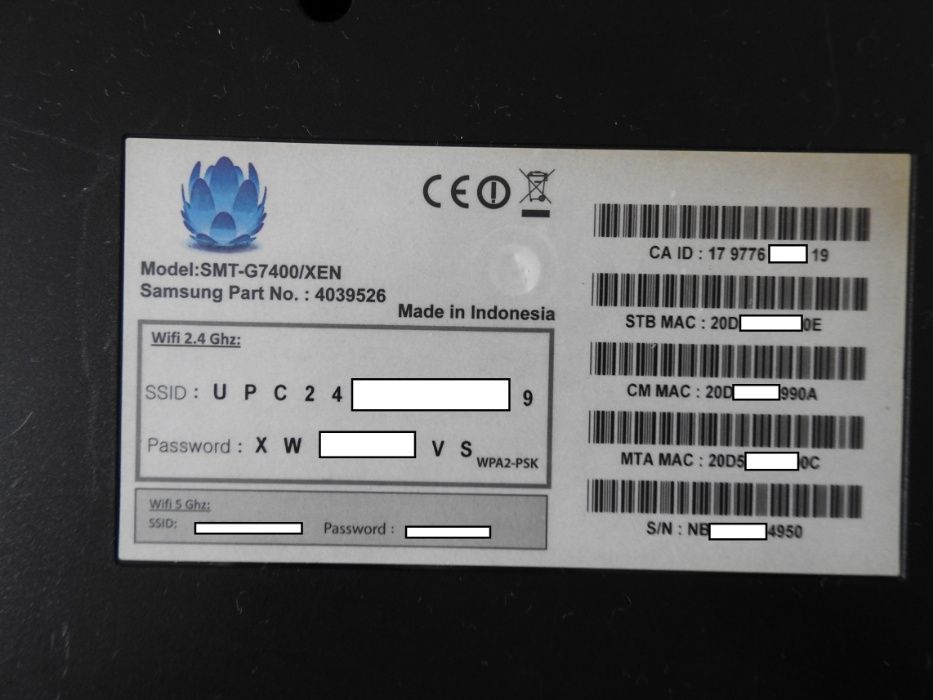 CE
Model:SMT-G7400/XEN
Samsung Part No. : 4039526
Made in Indonesia
Wifi 2.4 Ghz:
SSID : U P C 2 4 9
Password : X W V S WPA2-PSK
Wifi 5 Ghz:
SSID: Password :
CA ID : 17 9776 19
STB MAC : 20D 0E
CM MAC : 20D 990A
MTA MAC : 20D5 0C
S/N : NB 4950